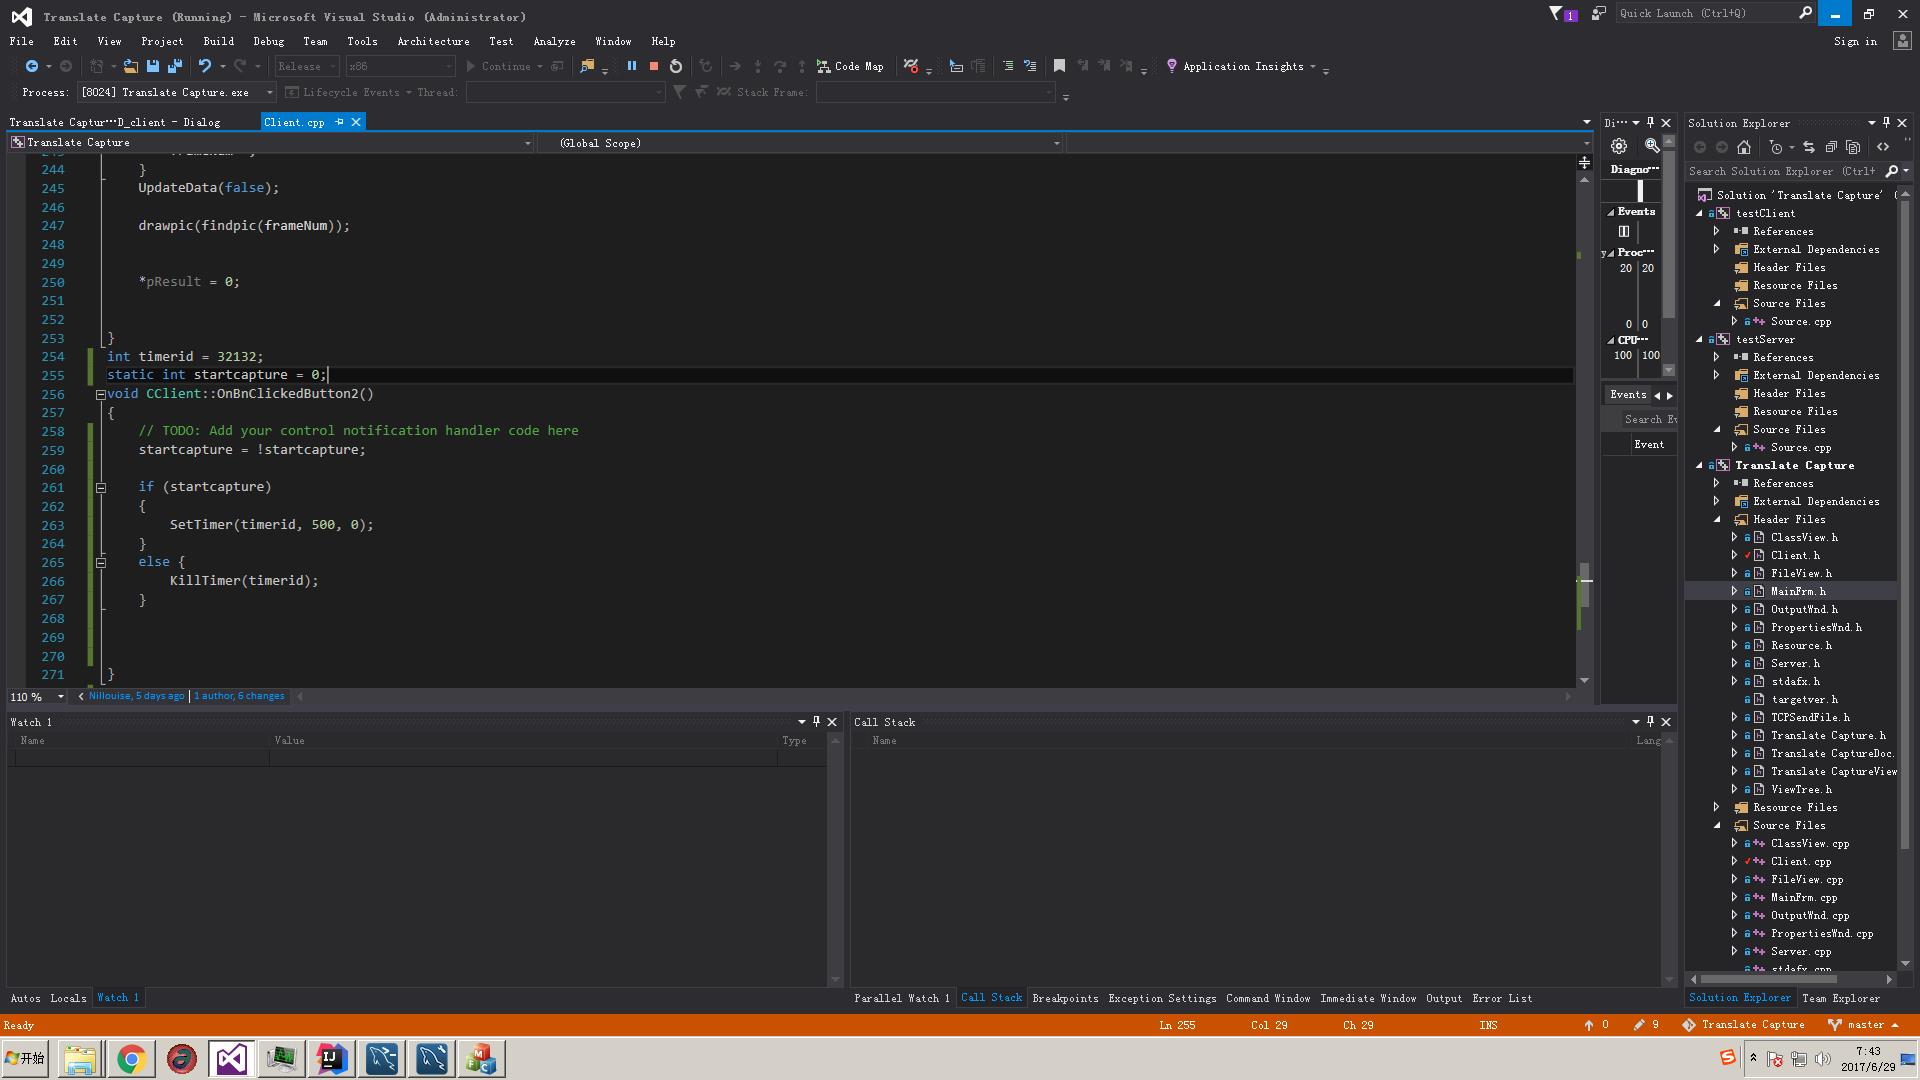 Translate Capture (Running) - Microsoft Visual Studio (Administrator)
1
Quick Launch (Ctrl+Q)
File Edit View Project Build Debug Team Tools Architecture Test Analyze Window Help
Sign in
Release x86 Continue Code Map Application Insights
Process: [8024] Translate Capture.exe Lifecycle Events Thread: Stack Frame:
Translate Captur…D_client - Dialog Client.cpp
Translate Capture (Global Scope)
244 }
245 UpdateData(false);
246
247 drawpic(findpic(frameNum));
248
249
250 *pResult = 0;
251
252
253 }
254 int timerid = 32132;
255 static int startcapture = 0;
256 void CClient::OnBnClickedButton2()
257 {
258 // TODO: Add your control notification handler code here
259 startcapture = !startcapture;
260
261 if (startcapture)
262 {
263 SetTimer(timerid, 500, 0);
264 }
265 else {
266 KillTimer(timerid);
267 }
268
269
270
271 }
110 % Nillouise, 5 days ago | 1 author, 6 changes
Di…
Diagno…
Events
y Proc…
20 20
0 0
CPU…
100 100
Events
Search Ev
Event
Solution Explorer
Search Solution Explorer (Ctrl+
Solution 'Translate Capture' (
testClient
References
External Dependencies
Header Files
Resource Files
Source Files
Source.cpp
testServer
References
External Dependencies
Header Files
Resource Files
Source Files
Source.cpp
Translate Capture
References
External Dependencies
Header Files
ClassView.h
Client.h
FileView.h
MainFrm.h
OutputWnd.h
PropertiesWnd.h
Resource.h
Server.h
stdafx.h
targetver.h
TCPSendFile.h
Translate Capture.h
Translate CaptureDoc.
Translate CaptureView
ViewTree.h
Resource Files
Source Files
ClassView.cpp
Client.cpp
FileView.cpp
MainFrm.cpp
OutputWnd.cpp
PropertiesWnd.cpp
Server.cpp
stdafx.cpp
Solution Explorer Team Explorer
Watch 1
Name Value Type
Autos Locals Watch 1
Call Stack
Name Lang
Parallel Watch 1 Call Stack Breakpoints Exception Settings Command Window Immediate Window Output Error List
Ready Ln 255 Col 29 Ch 29 INS 0 9 Translate Capture master
开始
7:43
2017/6/29